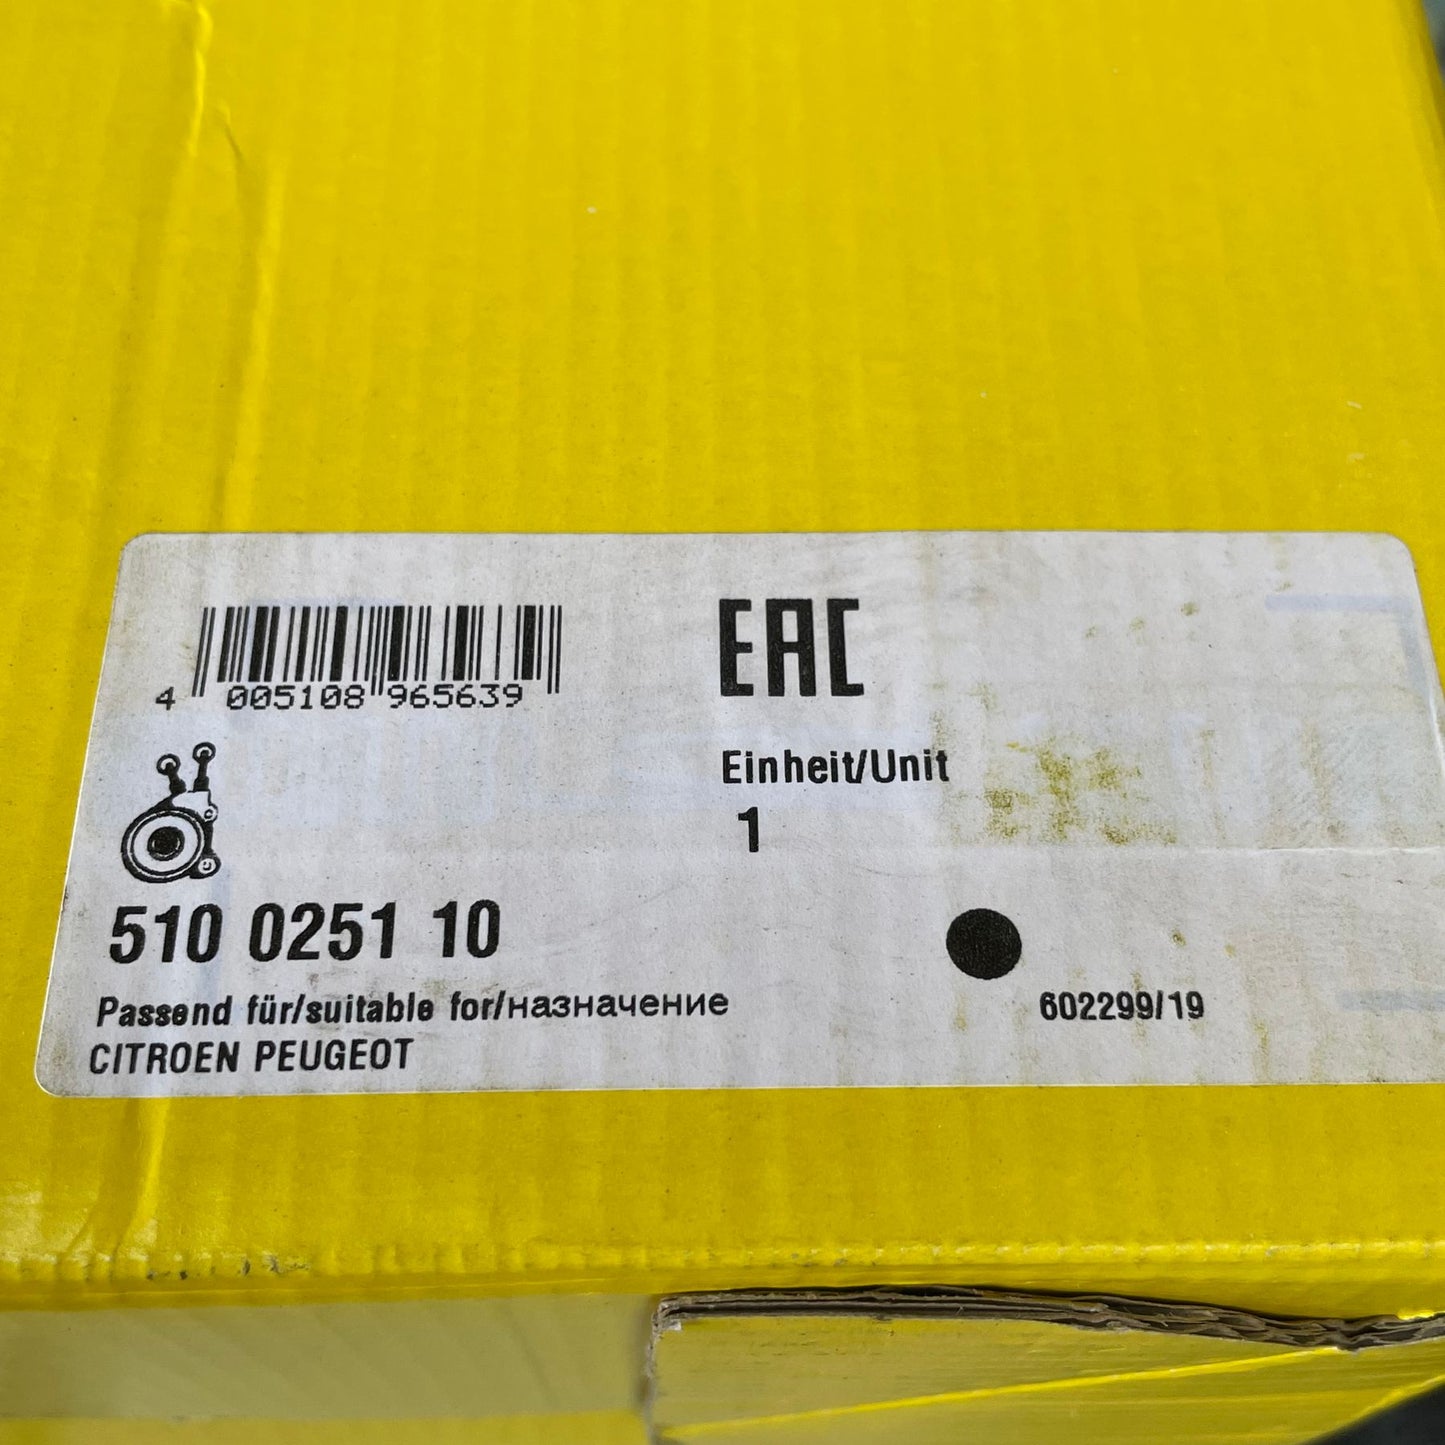 4 005108 965639
EAC
Einheit/Unit
1
510 0251 10
Passend für/suitable for/назначение
CITROEN PEUGEOT
602299/19